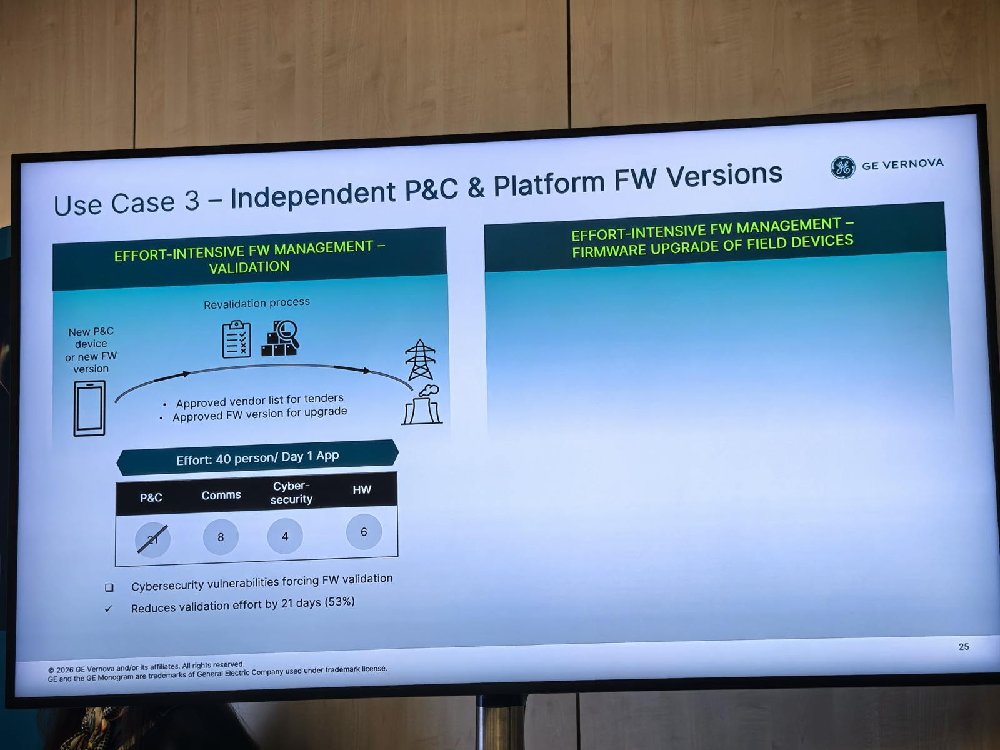 Use Case 3 – Independent P&C & Platform FW Versions
GE VERNOVA
EFFORT-INTENSIVE FW MANAGEMENT –
VALIDATION
Revalidation process
New P&C
device
or new FW
version
• Approved vendor list for tenders
• Approved FW version for upgrade
Effort: 40 person/ Day 1 App
P&C Comms Cyber-
security HW
21 8 4 6
❑ Cybersecurity vulnerabilities forcing FW validation
✓ Reduces validation effort by 21 days (53%)
EFFORT-INTENSIVE FW MANAGEMENT –
FIRMWARE UPGRADE OF FIELD DEVICES
25
© 2026 GE Vernova and/or its affiliates. All rights reserved.
GE and the GE Monogram are trademarks of General Electric Company used under trademark license.